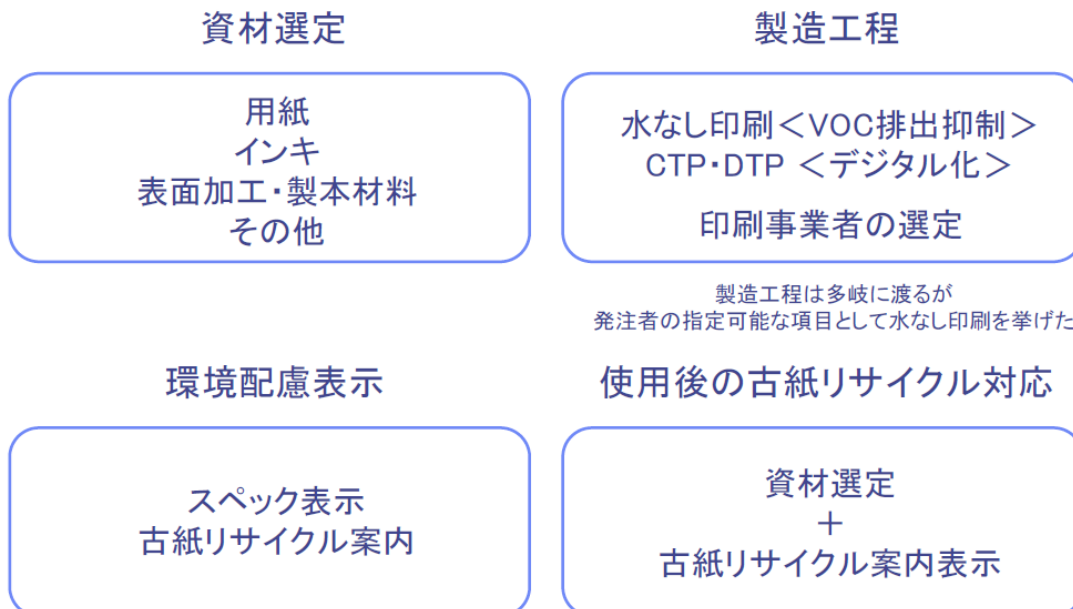 資材選定
用紙
インキ
表面加工・製本材料
その他
製造工程
水なし印刷＜VOC排出抑制＞
CTP・DTP ＜デジタル化＞
印刷事業者の選定
製造工程は多岐に渡るが
発注者の指定可能な項目として水なし印刷を挙げた
環境配慮表示
スペック表示
古紙リサイクル案内
使用後の古紙リサイクル対応
資材選定
＋
古紙リサイクル案内表示